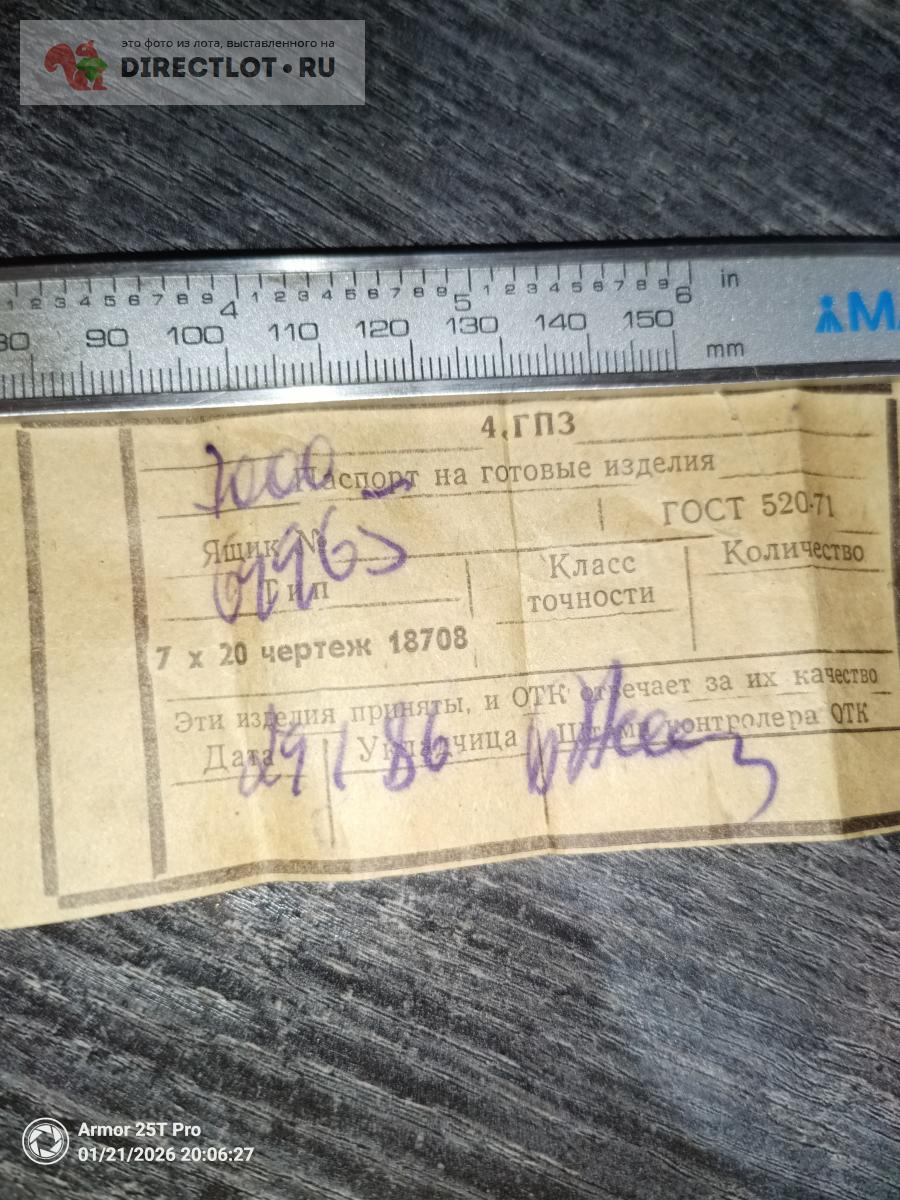 это фото из лота, выставленного на
DIRECTLOT.RU
1 2 3 4 5 6 7 8 9 4 1 2 3 4 5 6 7 8 9 5 1 2 3 4 5 6 7 8 9 6 in
80 90 100 110 120 130 140 150 mm
4.ГПЗ
7000
Паспорт на готовые изделия
ГОСТ 520-71
Ящик №
Тип
Класс точности
Количество
7 х 20 чертеж 18708
Эти изделия приняты, и ОТК отвечает за их качество
Дата Укладчица Штамп контролера ОТК
86
Armor 25T Pro
01/21/2026 20:06:27